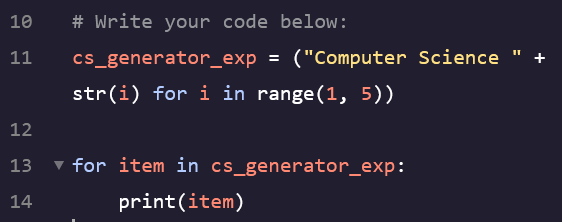 10 # Write your code below:
11 cs_generator_exp = ("Computer Science " +
str(i) for i in range(1, 5))
12
13 for item in cs_generator_exp:
14 print(item)